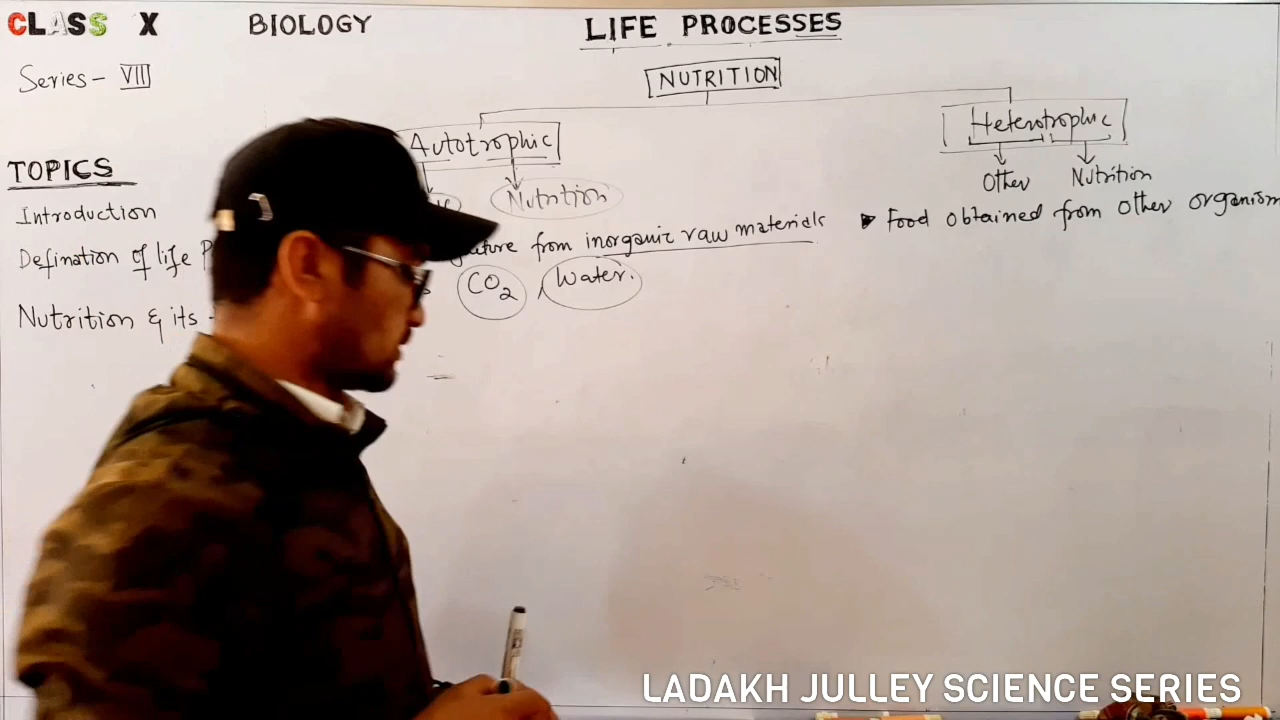 CLASS X BIOLOGY LIFE PROCESSES
Series- VII
NUTRITION
Autotrophic
Heterotrophic
TOPICS
Nutrition
Other Nutrition
Introduction
Defination of life
from inorganic raw materials
Food obtained from other organism
CO2, Water.
Nutrition & its
LADAKH JULLEY SCIENCE SERIES